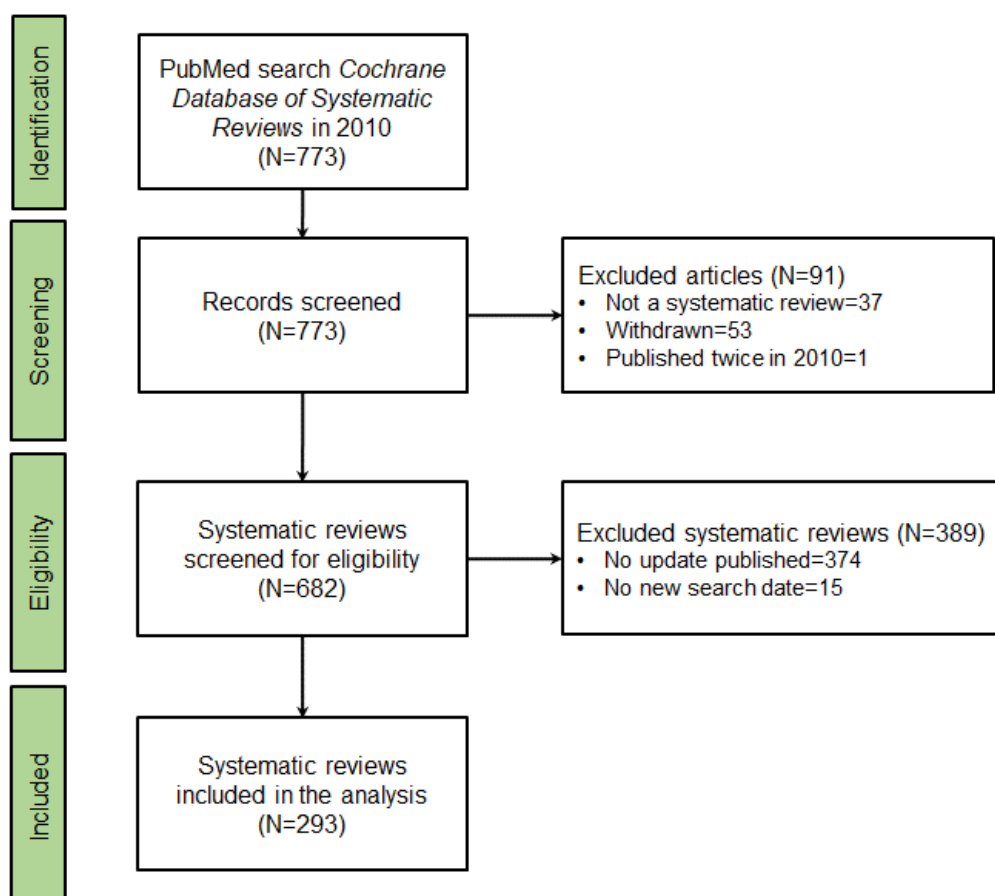 Identification
PubMed search Cochrane
Database of Systematic
Reviews in 2010
(N=773)
Screening
Records screened
(N=773)
Excluded articles (N=91)
• Not a systematic review=37
• Withdrawn=53
• Published twice in 2010=1
Eligibility
Systematic reviews
screened for eligibility
(N=682)
Excluded systematic reviews (N=389)
• No update published=374
• No new search date=15
Included
Systematic reviews
included in the analysis
(N=293)